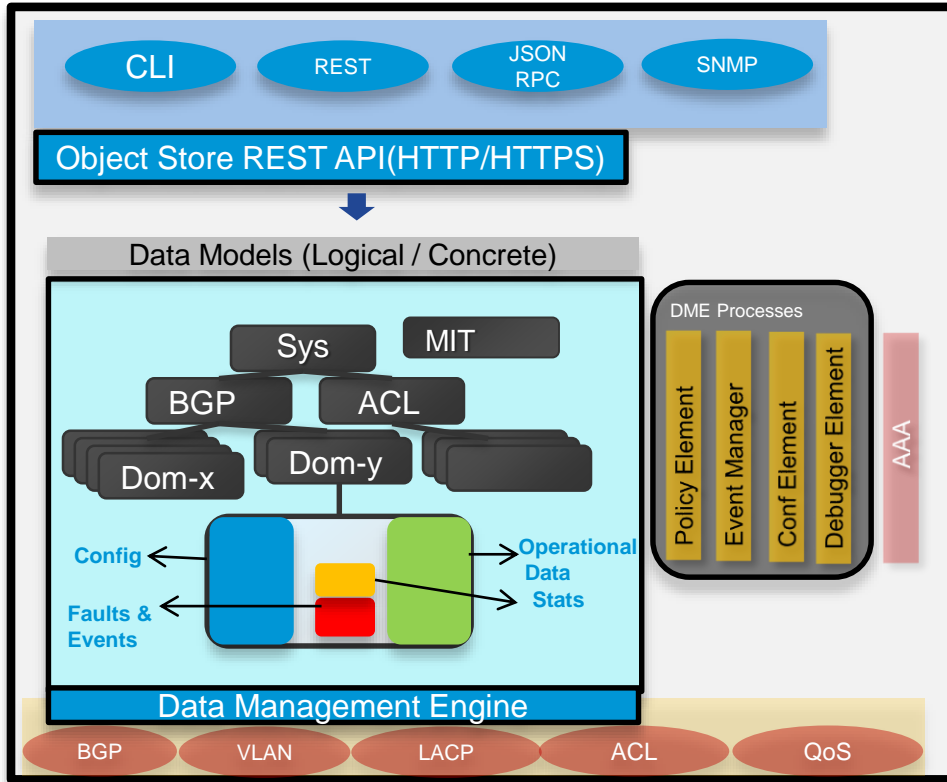 CLI
REST
JSON
RPC
SNMP
Object Store REST API(HTTP/HTTPS)
Data Models (Logical / Concrete)
Sys
MIT
BGP
ACL
Dom-x
Dom-y
Config
Operational
Data
Stats
Faults &
Events
Data Management Engine
DME Processes
Policy Element
Event Manager
Conf Element
Debugger Element
AAA
BGP
VLAN
LACP
ACL
QoS